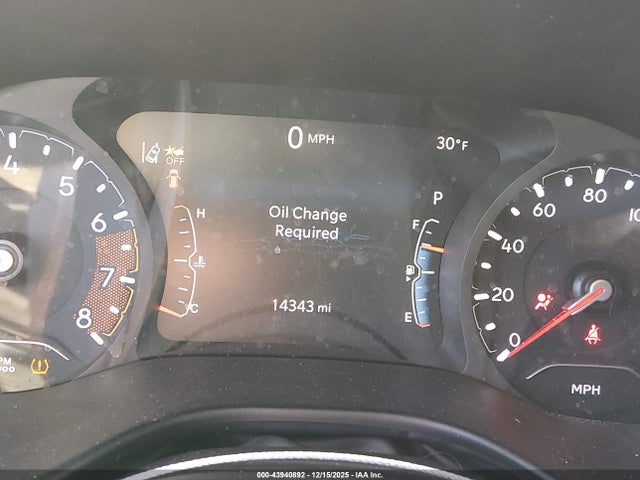 0 MPH
30°F
OFF
P
H
F
Oil Change
Required
C
E
14343 mi
4
5
6
7
8
0
20
40
60
80
MPH
000-43940892 - 12/15/2025 - IAA Inc.